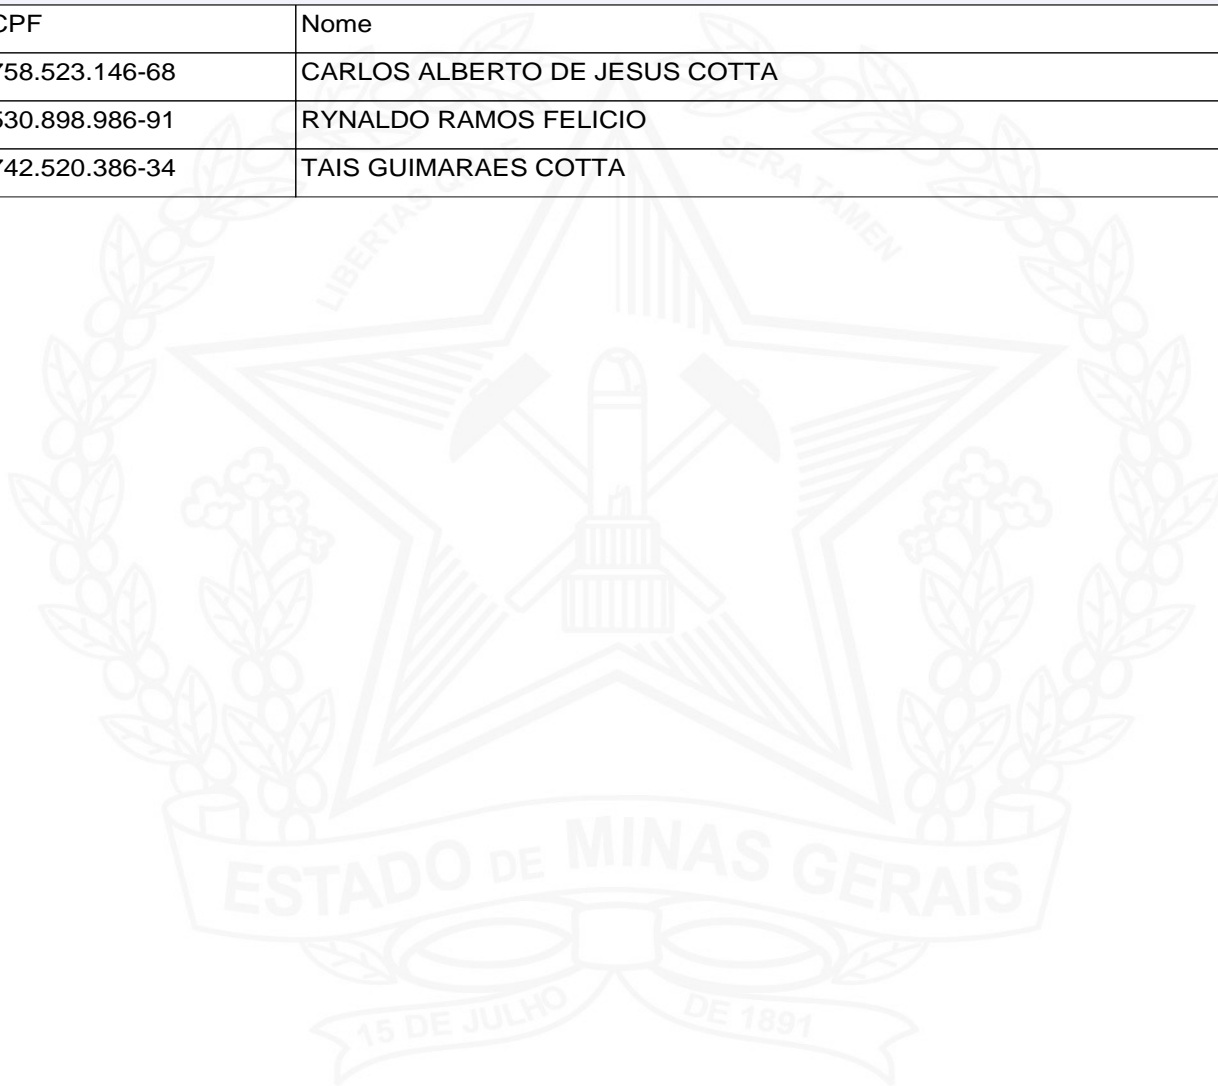 CPF Nome
758.523.146-68 CARLOS ALBERTO DE JESUS COTTA
530.898.986-91 RYNALDO RAMOS FELICIO
742.520.386-34 TAIS GUIMARAES COTTA
LIBERTAS QUE SERA TAMEN
ESTADO DE MINAS GERAIS
15 DE JULHO DE 1891